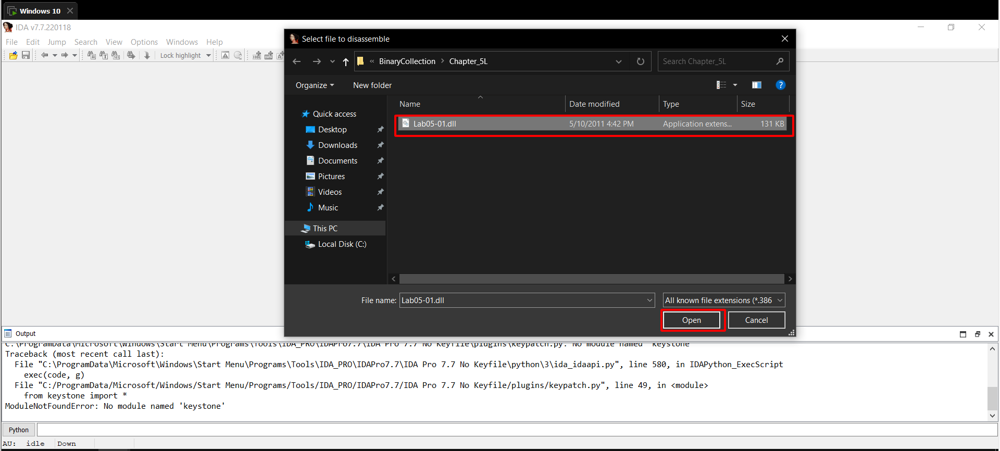 Windows 10
IDA v7.7.220118
File Edit Jump Search View Options Windows Help
Lock highlight
Select file to disassemble
« BinaryCollection > Chapter_5L
Search Chapter_5L
Organize
New folder
Name Date modified Type Size
Lab05-01.dll 5/10/2011 4:42 PM Application extens... 131 KB
Quick access
Desktop
Downloads
Documents
Pictures
Videos
Music
This PC
Local Disk (C:)
File name: Lab05-01.dll
All known file extensions (*.386
Open
Cancel
Output
C:\ProgramData\Microsoft\Windows\Start Menu\Programs\Tools\IDA_PRO\IDAPro7.7\IDA Pro 7.7 No Keyfile\plugins\keypatch.py: No module named 'keystone'
Traceback (most recent call last):
File "C:\ProgramData\Microsoft\Windows\Start Menu\Programs\Tools\IDA_PRO\IDAPro7.7\IDA Pro 7.7 No Keyfile\python\3\ida_idaapi.py", line 580, in IDAPython_ExecScript
exec(code, g)
File "C:/ProgramData/Microsoft/Windows/Start Menu/Programs/Tools/IDA_PRO/IDAPro7.7/IDA Pro 7.7 No Keyfile/plugins/keypatch.py", line 49, in <module>
from keystone import *
ModuleNotFoundError: No module named 'keystone'
Python
AU: idle Down